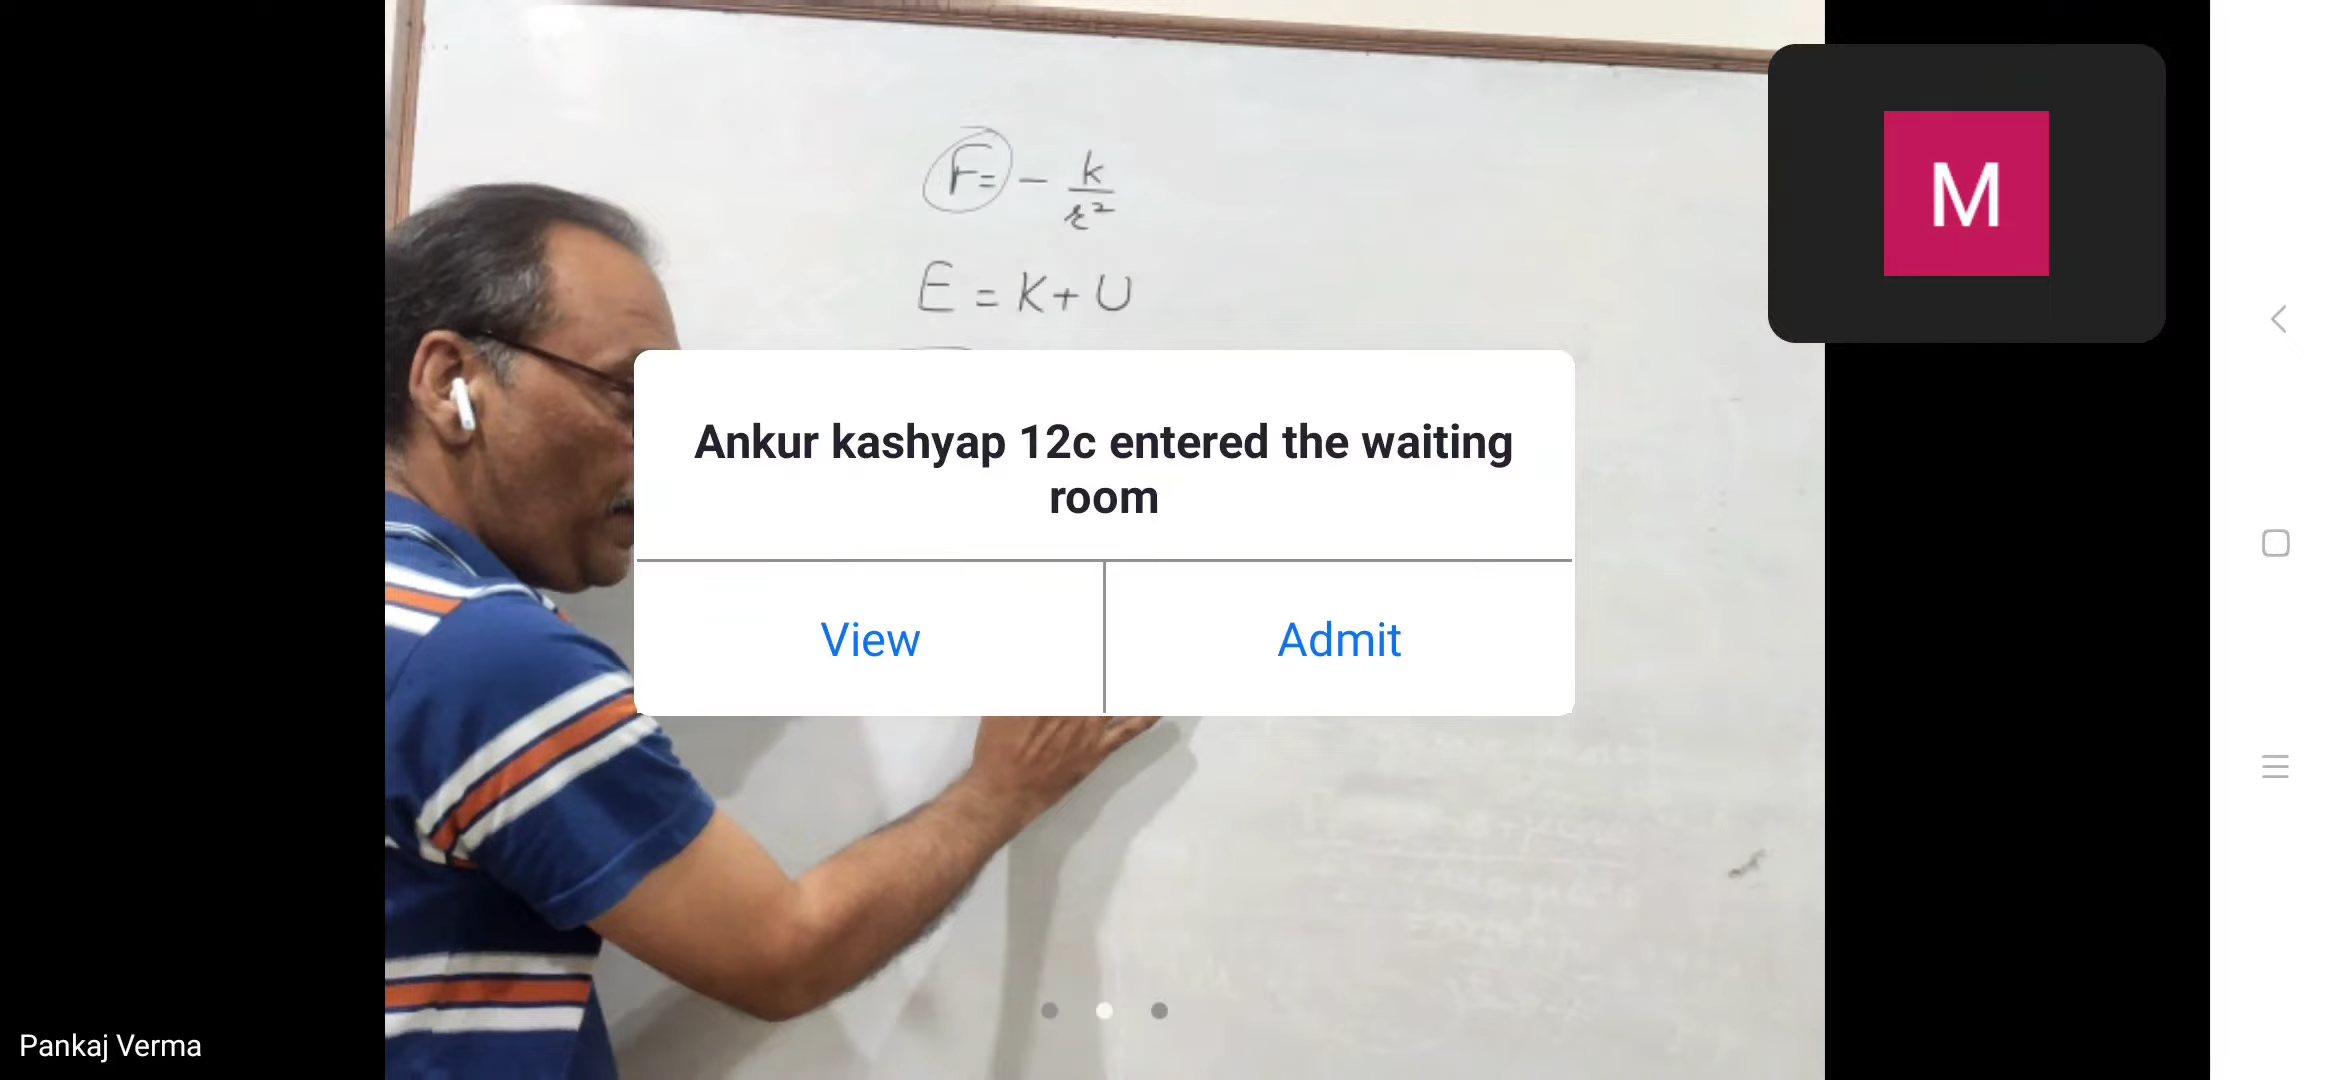 F = - k/r²
E = K + U
M
Ankur kashyap 12c entered the waiting
room
View
Admit
Pankaj Verma